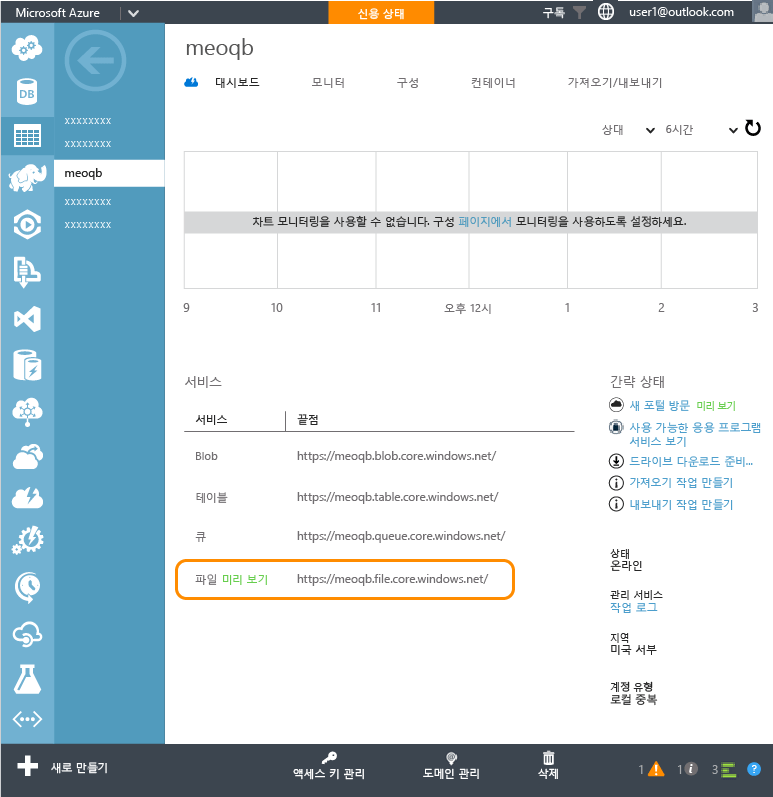 Microsoft Azure
신용 상태
구독
user1@outlook.com
DB
xxxxxxxx
xxxxxxxx
meoqb
xxxxxxxx
xxxxxxxx
meoqb
대시보드 모니터 구성 컨테이너 가져오기/내보내기
상대 6시간
차트 모니터링을 사용할 수 없습니다. 구성 페이지에서 모니터링을 사용하도록 설정하세요.
9 10 11 오후 12시 1 2 3
서비스
서비스 끝점
Blob https://meoqb.blob.core.windows.net/
테이블 https://meoqb.table.core.windows.net/
큐 https://meoqb.queue.core.windows.net/
파일 미리 보기 https://meoqb.file.core.windows.net/
간략 상태
새 포털 방문 미리 보기
사용 가능한 응용 프로그램
서비스 보기
드라이브 다운로드 준비...
가져오기 작업 만들기
내보내기 작업 만들기
상태
온라인
관리 서비스
작업 로그
지역
미국 서부
계정 유형
로컬 중복
새로 만들기
액세스 키 관리
도메인 관리
삭제
1 1 3 ?